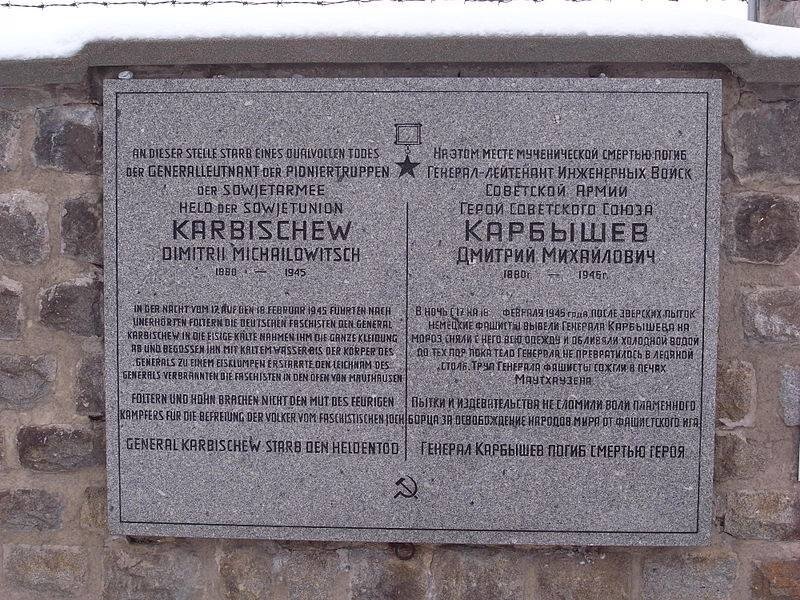 AN DIESER STELLE STARB EINES QUALVOLLEN TODES
DER GENERALLEUTNANT DER PIONIERTRUPPEN
DER SOWJETARMEE
HELD DER SOWJETUNION
KARBISCHEW
DIMITRII MICHAILOWITSCH
1880 — 1945
IN DER NACHT VOM 17. AUF DEN 18. FEBRUAR 1945 FÜHRTEN NACH
UNERHÖRTEN FOLTERN DIE DEUTSCHEN FASCHISTEN DEN GENERAL
KARBISCHEW IN DIE EISIGE KÄLTE NAHMEN IHM DIE GANZE KLEIDUNG
AB UND BEGOSSEN IHN MIT KALTEM WASSER BIS DER KÖRPER DES
GENERALS ZU EINEM EISKLUMPEN ERSTARRTE DEN LEICHNAM DES
GENERALS VERBRANNTEN DIE FASCHISTEN IN DEN ÖFEN VON MAUTHAUSEN
FOLTERN UND HOHN BRACHEN NICHT DEN MUT DES FEURIGEN
KÄMPFERS FÜR DIE BEFREIUNG DER VÖLKER VOM FASCHISTISCHEN JOCH
GENERAL KARBISCHEW STARB DEN HELDENTOD
НА ЭТОМ МЕСТЕ МУЧЕНИЧЕСКОЙ СМЕРТЬЮ ПОГИБ
ГЕНЕРАЛ-ЛЕЙТЕНАНТ ИНЖЕНЕРНЫХ ВОЙСК
СОВЕТСКОЙ АРМИИ
ГЕРОЙ СОВЕТСКОГО СОЮЗА
КАРБЫШЕВ
ДМИТРИЙ МИХАЙЛОВИЧ
1880г. — 1945г.
В НОЧЬ С 17 НА 18 ФЕВРАЛЯ 1945 ГОДА, ПОСЛЕ ЗВЕРСКИХ ПЫТОК
НЕМЕЦКИЕ ФАШИСТЫ ВЫВЕЛИ ГЕНЕРАЛА КАРБЫШЕВА НА
МОРОЗ СНЯЛИ С НЕГО ВСЮ ОДЕЖДУ И ОБЛИВАЛИ ХОЛОДНОЙ ВОДОЙ
ДО ТЕХ ПОР ПОКА ТЕЛО ГЕНЕРАЛА НЕ ПРЕВРАТИЛОСЬ В ЛЕДЯНОЙ
СТОЛБ. ТРУП ГЕНЕРАЛА ФАШИСТЫ СОЖГЛИ В ПЕЧАХ
МАУТХАУЗЕНА
ПЫТКИ И ИЗДЕВАТЕЛЬСТВА НЕ СЛОМИЛИ ВОЛИ ПЛАМЕННОГО
БОРЦА ЗА ОСВОБОЖДЕНИЕ НАРОДОВ МИРА ОТ ФАШИСТСКОГО ИГА
ГЕНЕРАЛ КАРБЫШЕВ ПОГИБ СМЕРТЬЮ ГЕРОЯ